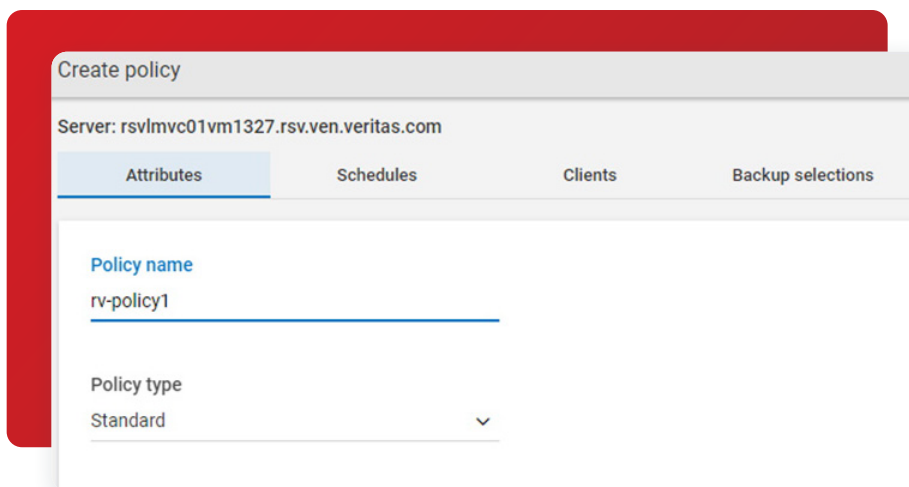 Create policy
Server: rsvlmvc01vm1327.rsv.ven.veritas.com
Attributes Schedules Clients Backup selections
Policy name
rv-policy1
Policy type
Standard